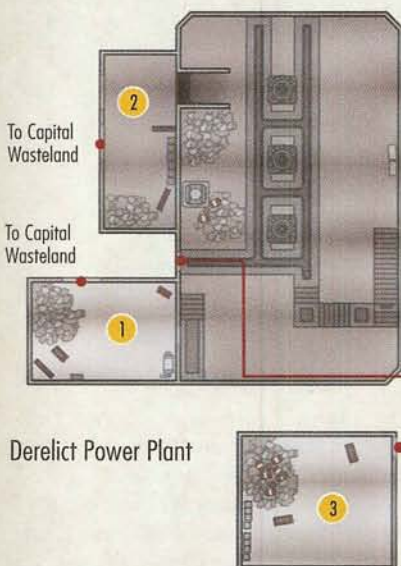 2
To Capital
Wasteland
To Capital
Wasteland
1
Derelict Power Plant
3